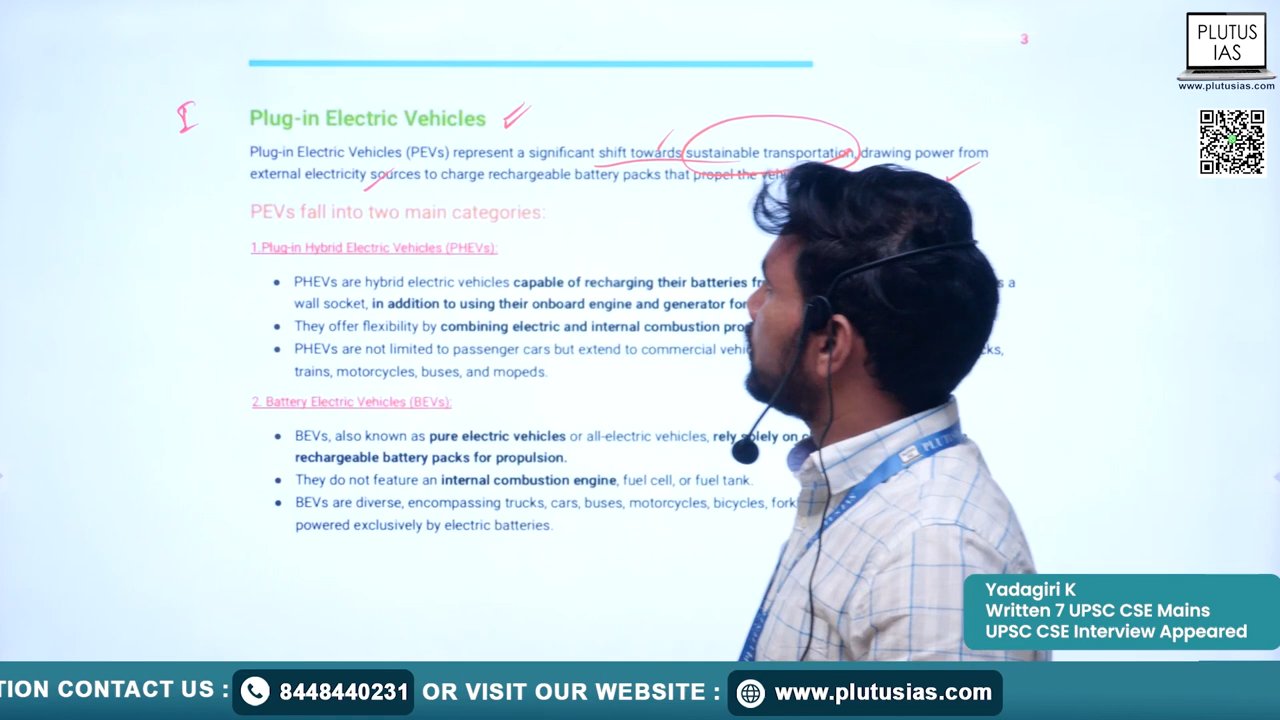 3
PLUTUS
IAS
www.plutusias.com
I
Plug-in Electric Vehicles
Plug-in Electric Vehicles (PEVs) represent a significant shift towards sustainable transportation, drawing power from
external electricity sources to charge rechargeable battery packs that propel the
PEVs fall into two main categories:
1.Plug-in Hybrid Electric Vehicles (PHEVs):
• PHEVs are hybrid electric vehicles capable of recharging their batteries a
wall socket, in addition to using their onboard engine and generator for
• They offer flexibility by combining electric and internal combustion
• PHEVs are not limited to passenger cars but extend to commercial
trains, motorcycles, buses, and mopeds.
2. Battery Electric Vehicles (BEVs):
• BEVs, also known as pure electric vehicles or all-electric vehicles, rely solely on
rechargeable battery packs for propulsion.
• They do not feature an internal combustion engine, fuel cell, or fuel tank.
• BEVs are diverse, encompassing trucks, cars, buses, motorcycles, bicycles,
powered exclusively by electric batteries.
PLUTUS IAS
Yadagiri K
Written 7 UPSC CSE Mains
UPSC CSE Interview Appeared
TION CONTACT US : 8448440231 OR VISIT OUR WEBSITE : www.plutusias.com